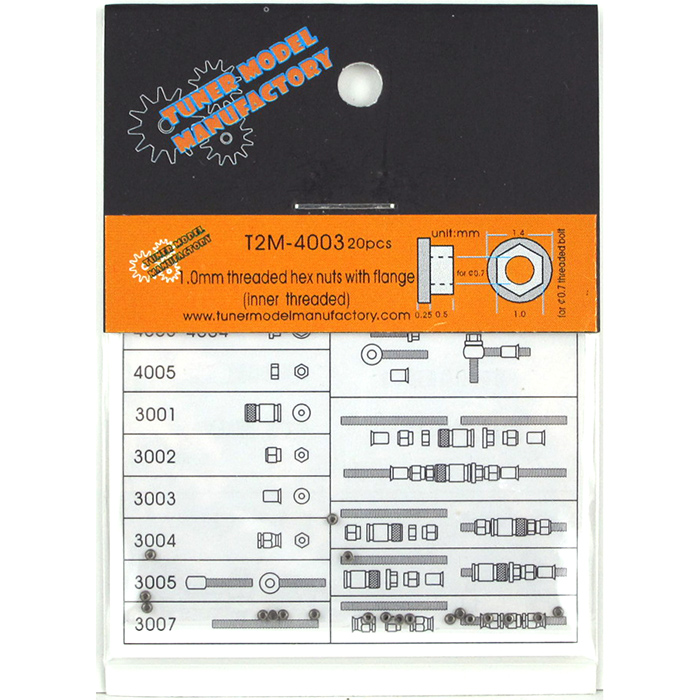 TUNER MODEL
MANUFACTORY
TUNER MODEL
MANUFACTORY
T2M-4003 20pcs
1.0mm threaded hex nuts with flange
(inner threaded)
www.tunermodelmanufactory.com
unit:mm
1.4
for ¢0.7
0.25 0.5
1.0
for ¢0.7 threaded bolt
4005
3001
3002
3003
3004
3005
3007